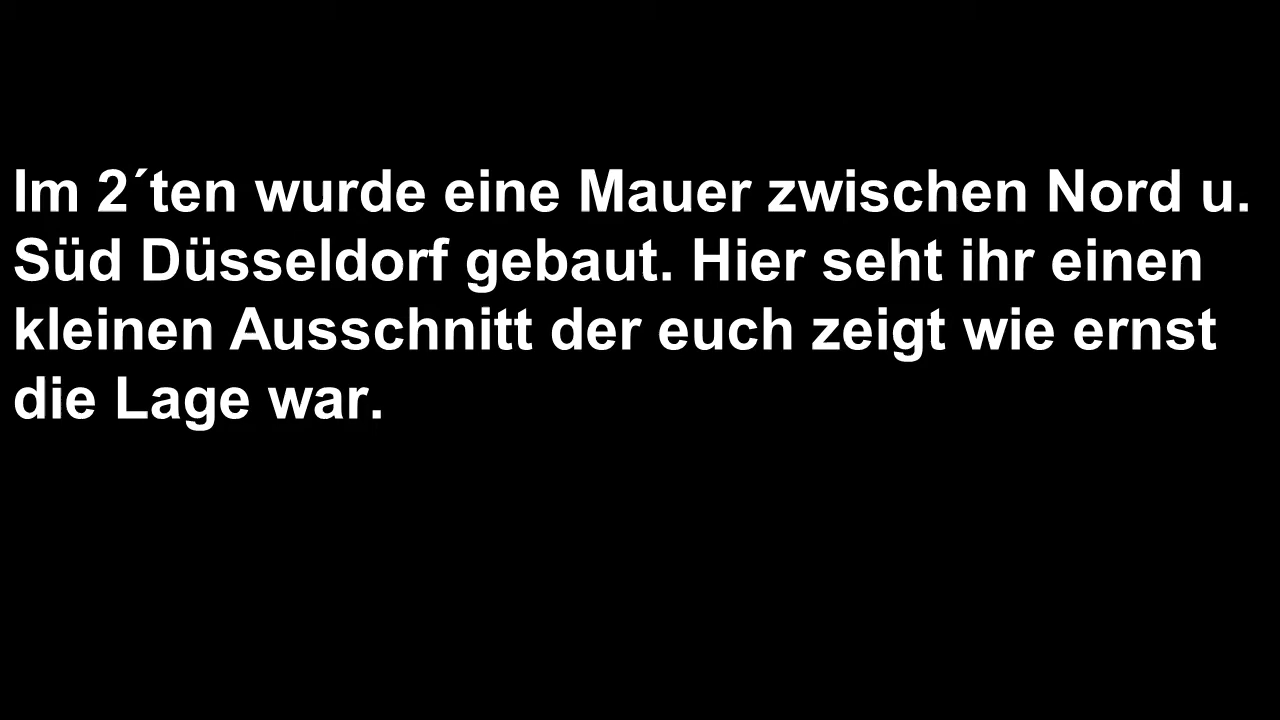 Im 2´ten wurde eine Mauer zwischen Nord u.
Süd Düsseldorf gebaut. Hier seht ihr einen
kleinen Ausschnitt der euch zeigt wie ernst
die Lage war.